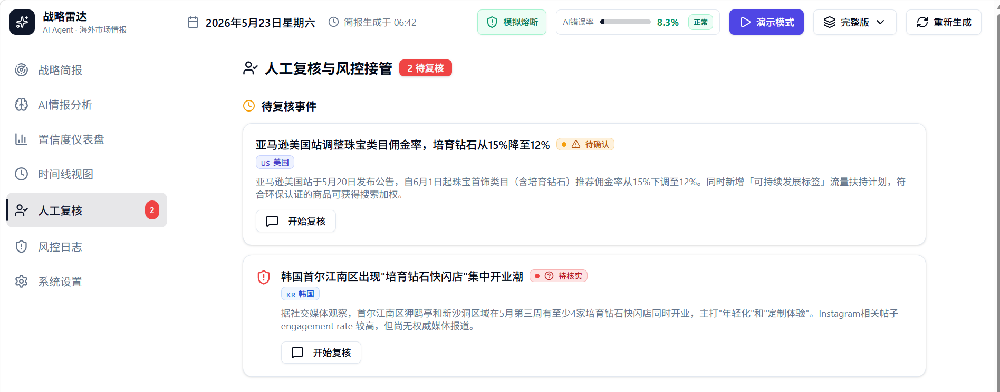 战略雷达
AI Agent · 海外市场情报
2026年5月23日星期六
简报生成于 06:42
模拟熔断
AI错误率
8.3%
正常
演示模式
完整版
重新生成
战略简报
AI情报分析
置信度仪表盘
时间线视图
人工复核
2
风控日志
系统设置
人工复核与风控接管
2 待复核
待复核事件
亚马逊美国站调整珠宝类目佣金率，培育钻石从15%降至12%
待确认
US 美国
亚马逊美国站于5月20日发布公告，自6月1日起珠宝首饰类目（含培育钻石）推荐佣金率从15%下调至12%。同时新增「可持续发展标签」流量扶持计划，符
合环保认证的商品可获得搜索加权。
开始复核
韩国首尔江南区出现"培育钻石快闪店"集中开业潮
待核实
KR 韩国
据社交媒体观察，首尔江南区狎鸥亭和新沙洞区域在5月第三周有至少4家培育钻石快闪店同时开业，主打"年轻化"和"定制体验"。Instagram相关帖子
engagement rate 较高，但尚无权威媒体报道。
开始复核